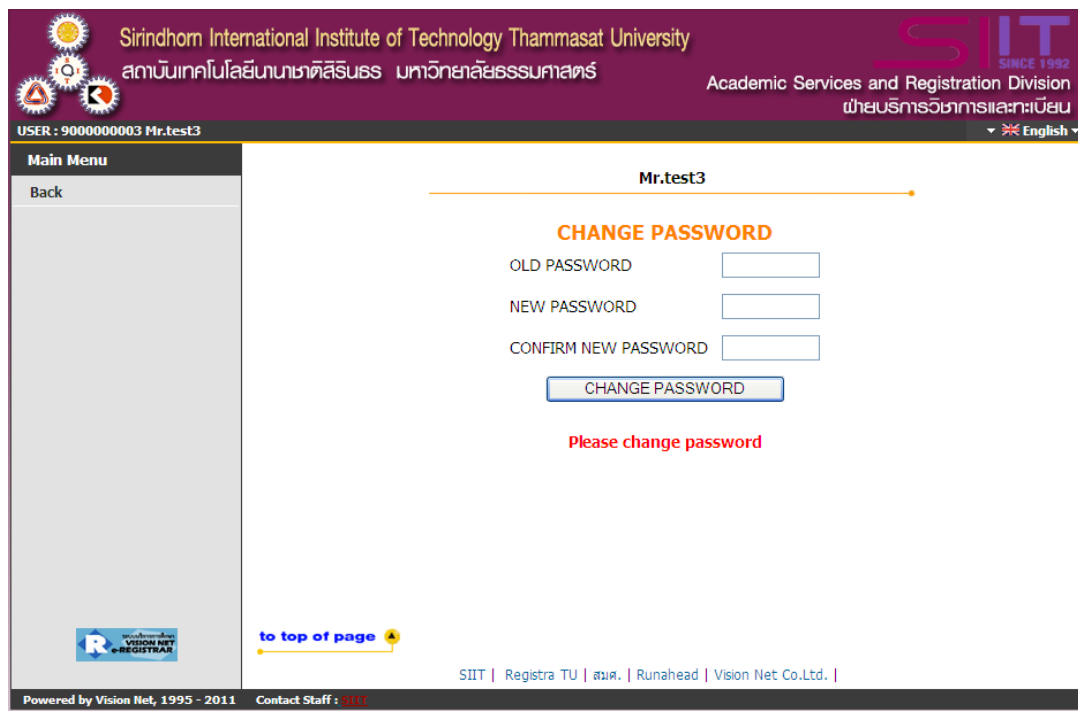 Sirindhorn International Institute of Technology Thammasat University
สถาบันเทคโนโลยีนานาชาติสิรินธร มหาวิทยาลัยธรรมศาสตร์
SIIT
SINCE 1992
Academic Services and Registration Division
ฝ่ายบริการวิชาการและทะเบียน
USER : 9000000003 Mr.test3
English
Main Menu
Back
Mr.test3
CHANGE PASSWORD
OLD PASSWORD
NEW PASSWORD
CONFIRM NEW PASSWORD
CHANGE PASSWORD
Please change password
R
VISION NET
e-REGISTRAR
to top of page
SIIT | Registra TU | สมศ. | Runahead | Vision Net Co.Ltd. |
Powered by Vision Net, 1995 - 2011 Contact Staff : SIIT